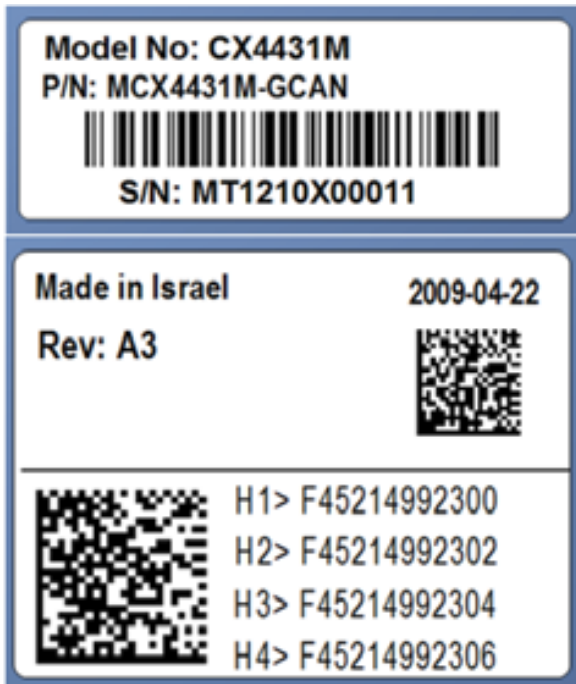 Model No: CX4431M
P/N: MCX4431M-GCAN
S/N: MT1210X00011
Made in Israel
2009-04-22
Rev: A3
H1> F45214992300
H2> F45214992302
H3> F45214992304
H4> F45214992306